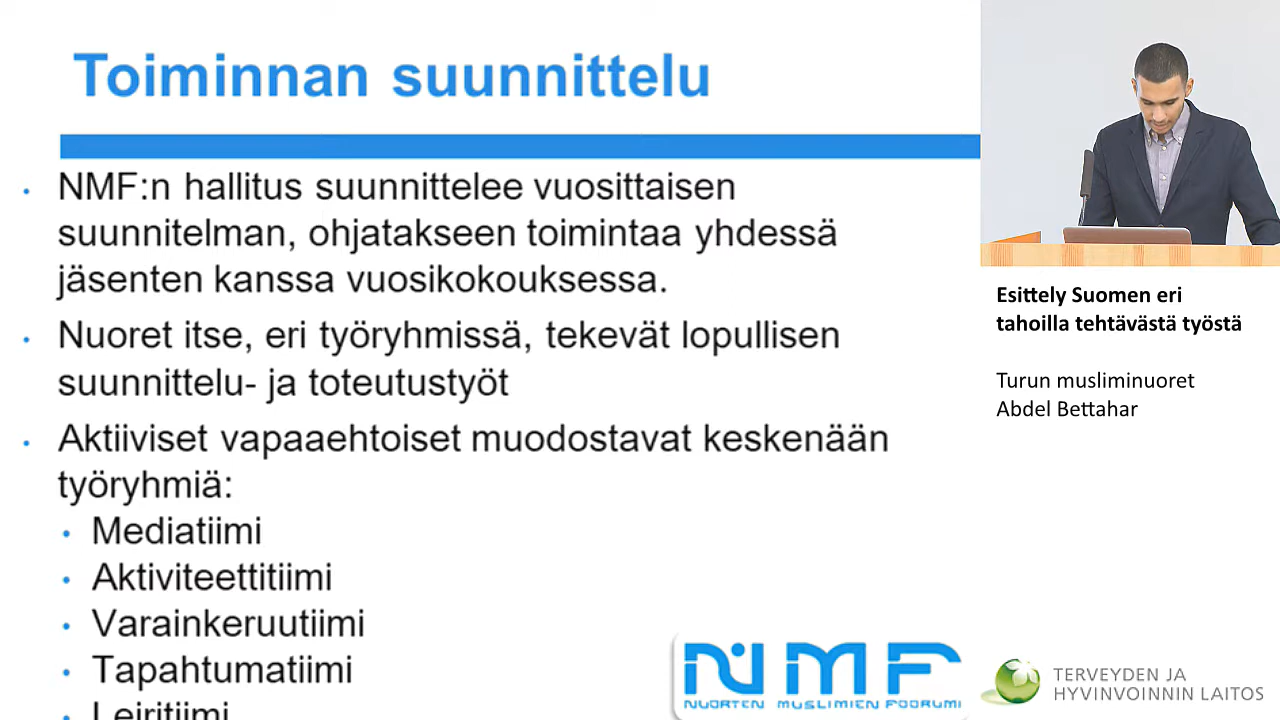 Toiminnan suunnittelu
• NMF:n hallitus suunnittelee vuosittaisen
suunnitelman, ohjatakseen toimintaa yhdessä
jäsenten kanssa vuosikokouksessa.
• Nuoret itse, eri työryhmissä, tekevät lopullisen
suunnittelu- ja toteutustyöt
• Aktiiviset vapaaehtoiset muodostavat keskenään
työryhmiä:
• Mediatiimi
• Aktiviteettitiimi
• Varainkeruutiimi
• Tapahtumatiimi
• Leiritiimi
NMF
NUORTEN MUSLIMIEN FOORUMI
Esittely Suomen eri
tahoilla tehtävästä työstä
Turun musliminuoret
Abdel Bettahar
TERVEYDEN JA
HYVINVOINNIN LAITOS